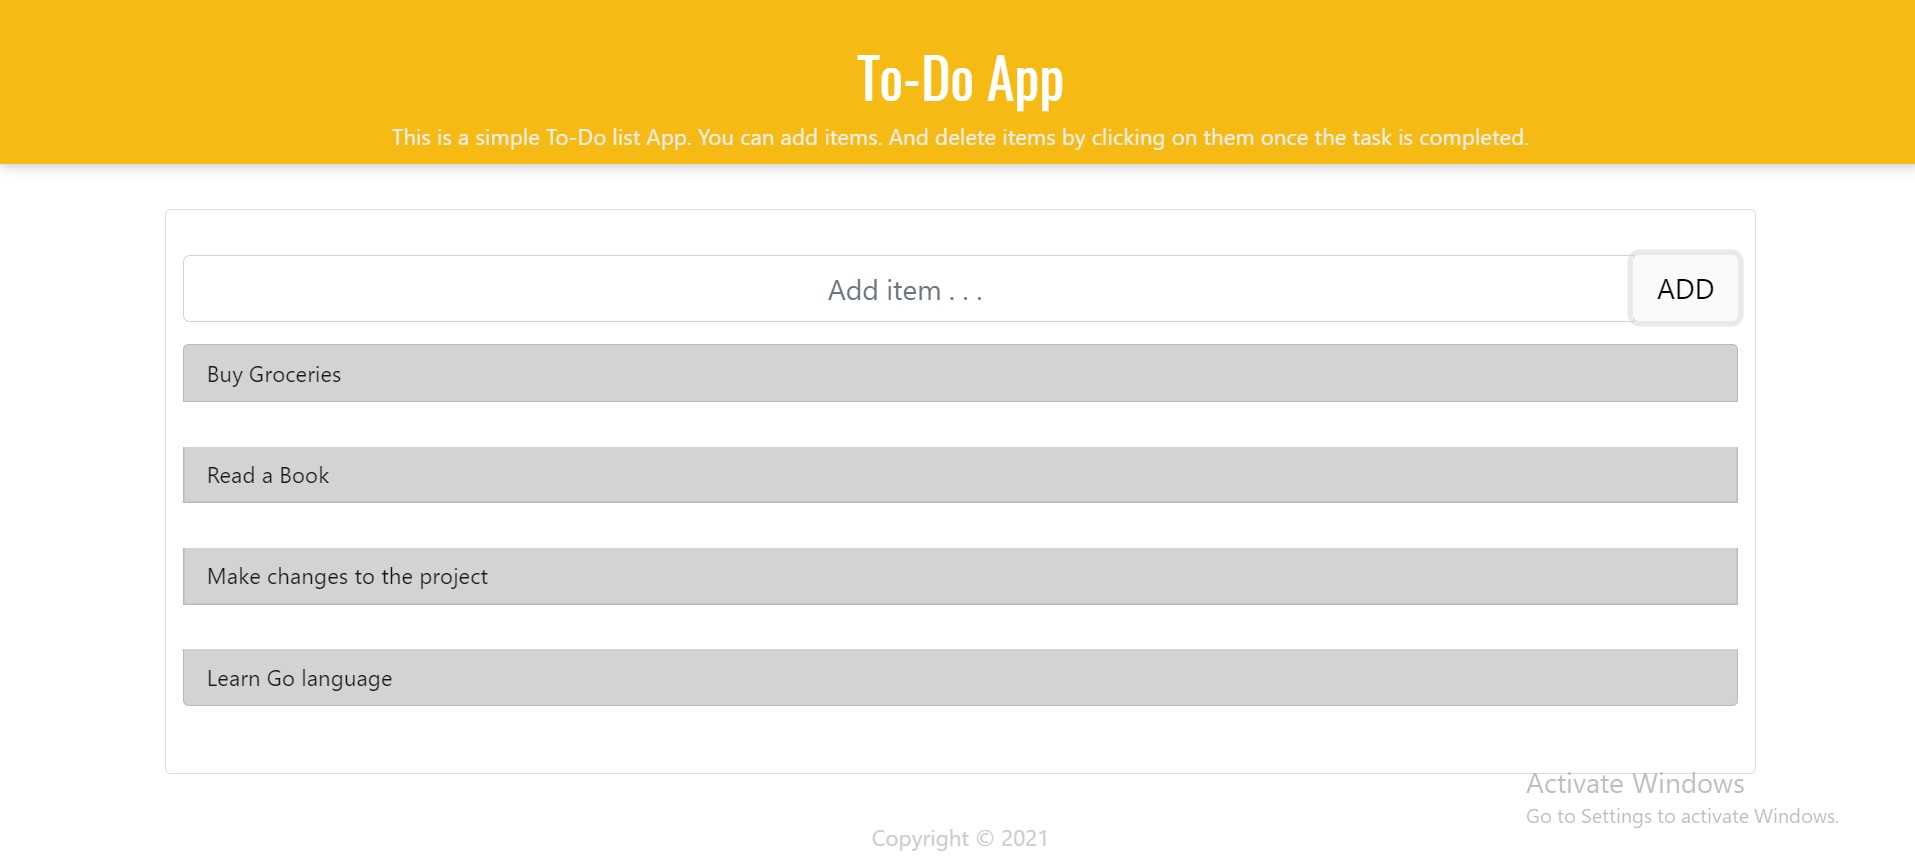 To-Do App
This is a simple To-Do list App. You can add items. And delete items by clicking on them once the task is completed.
Add item . . .
ADD
Buy Groceries
Read a Book
Make changes to the project
Learn Go language
Activate Windows
Go to Settings to activate Windows.
Copyright © 2021